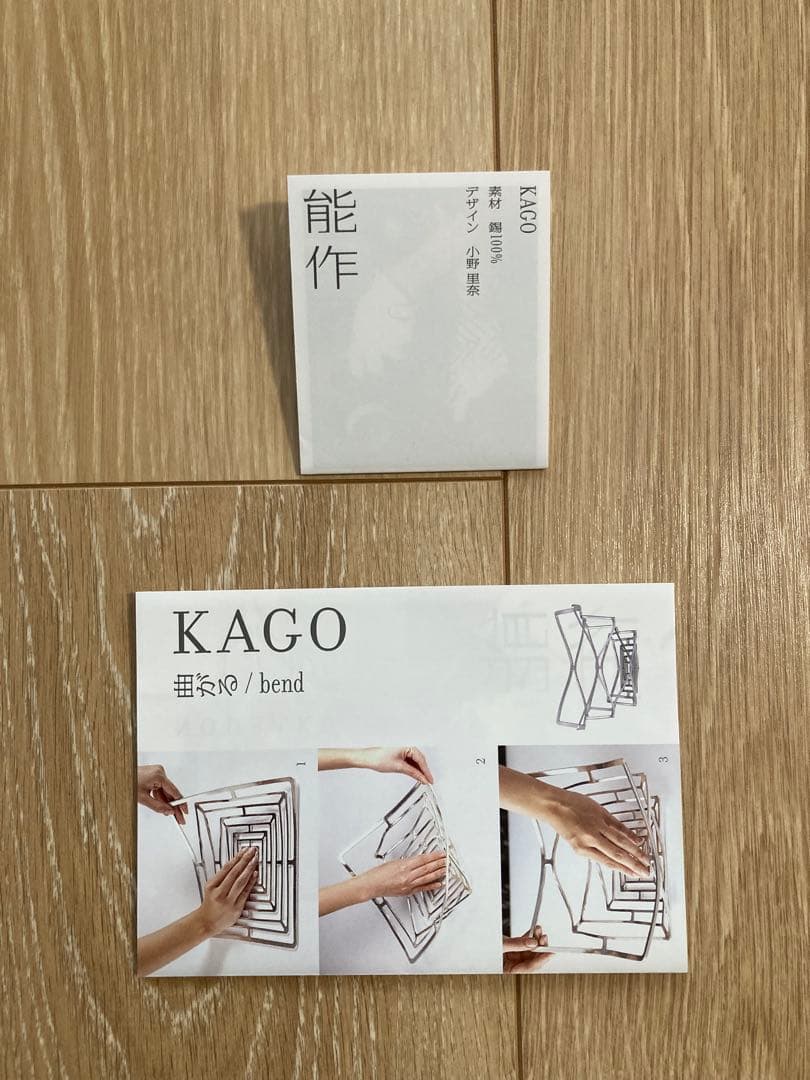 KAGO
素材　錫100%
デザイン　小野 里奈
能作
KAGO
曲がる / bend
1
2
3